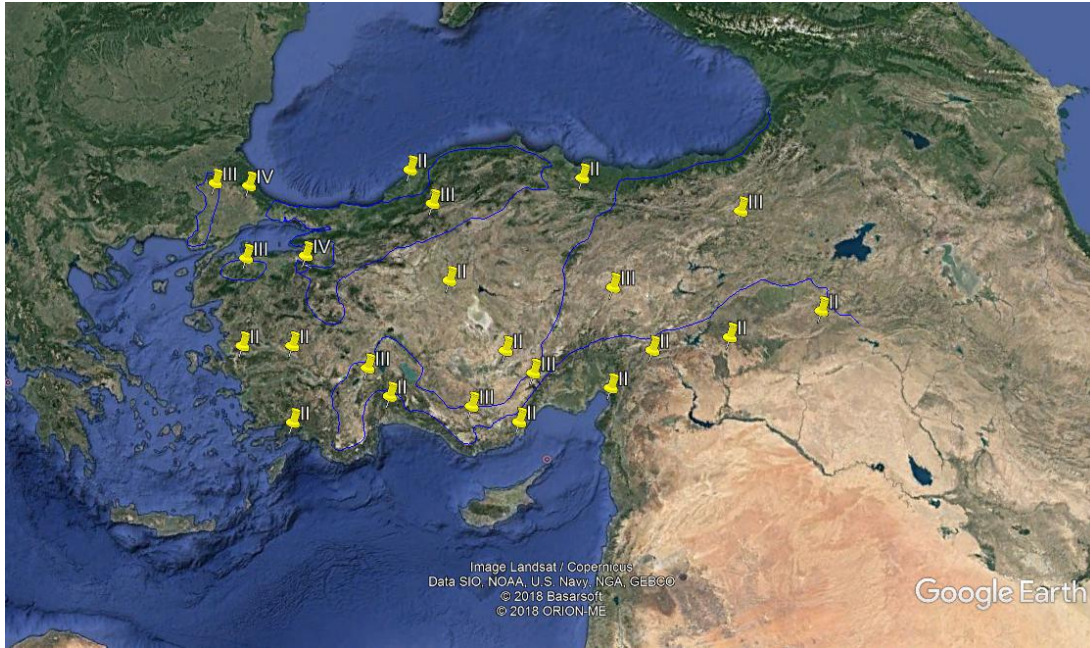 II
II
III
IV
III
III
IV
III
II
III
II
II
II
II
II
II
III
III
II
II
III
II
II
Image Landsat / Copernicus
Data SIO, NOAA, U.S. Navy, NGA, GEBCO
© 2018 Basarsoft
© 2018 ORION-ME
Google Earth